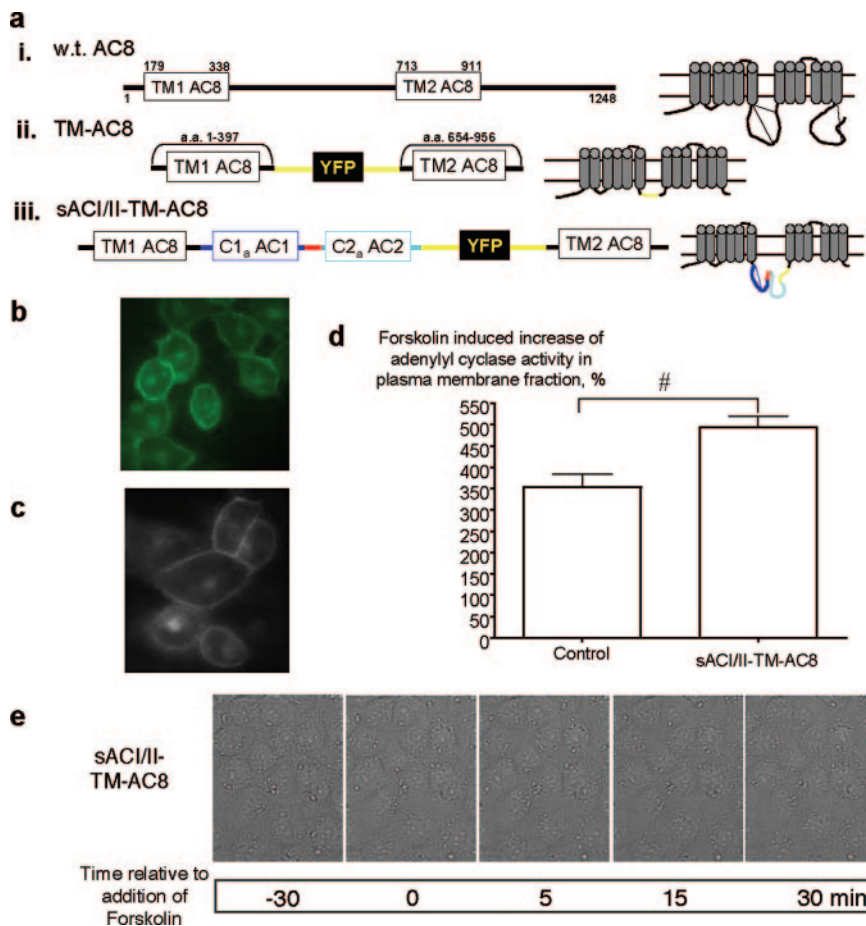 a
i. w.t. AC8
179 338 713 911
TM1 AC8 TM2 AC8
1 1248
ii. TM-AC8
a.a. 1-397 a.a. 654-956
TM1 AC8 YFP TM2 AC8
iii. sACI/II-TM-AC8
TM1 AC8 C1a AC1 C2a AC2 YFP TM2 AC8
b
c
d
Forskolin induced increase of
adenylyl cyclase activity in
plasma membrane fraction, %
#
550
500
450
400
350
300
250
200
150
100
50
0
Control sACI/II-TM-AC8
e
sACI/II-
TM-AC8
Time relative to
addition of
Forskolin
-30 0 5 15 30 min